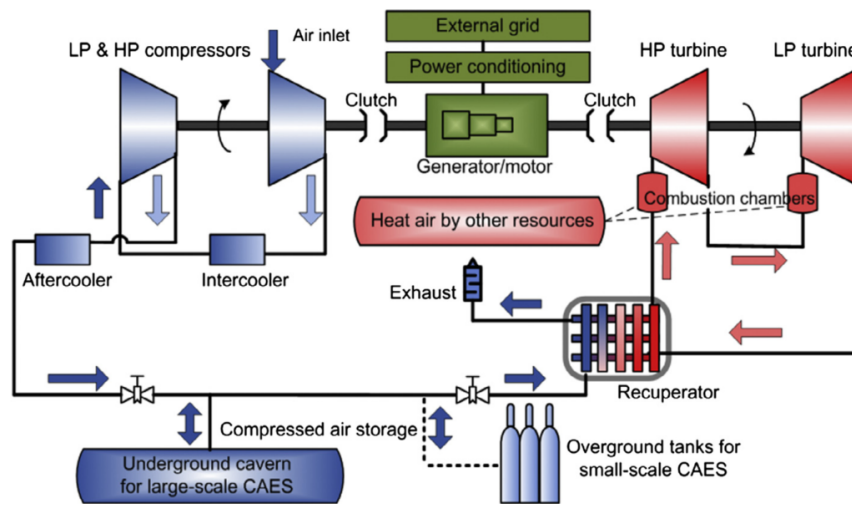 External grid
Power conditioning
LP & HP compressors
Air inlet
HP turbine
LP turbine
Clutch
Clutch
Generator/motor
Combustion chambers
Heat air by other resources
Aftercooler
Intercooler
Exhaust
Recuperator
Compressed air storage
Underground cavern
for large-scale CAES
Overground tanks for
small-scale CAES